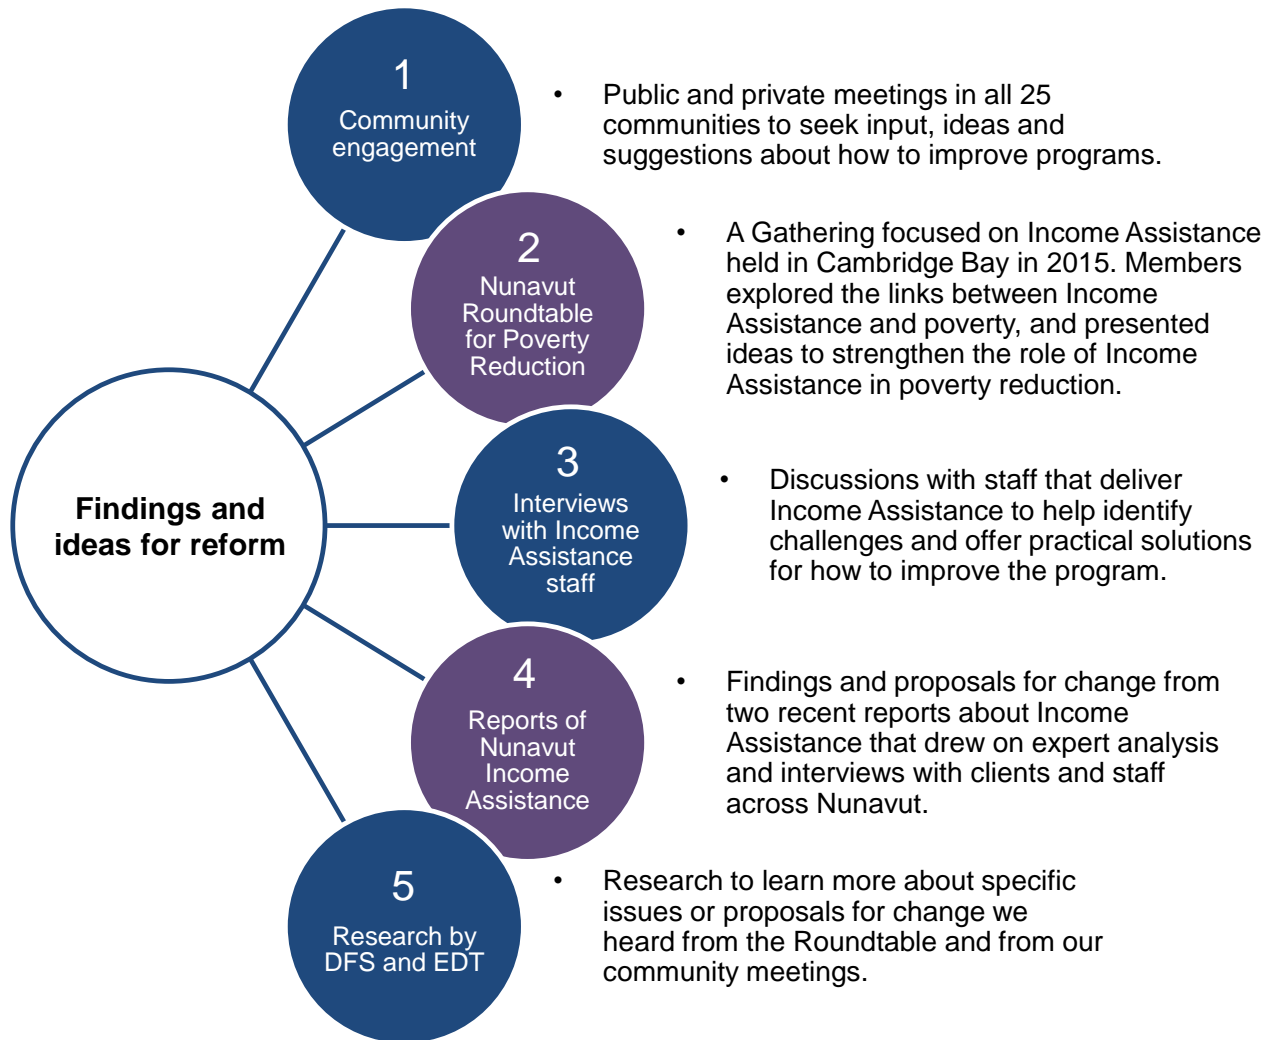 Findings and
ideas for reform
1
Community
engagement
• Public and private meetings in all 25
communities to seek input, ideas and
suggestions about how to improve programs.
2
Nunavut
Roundtable
for Poverty
Reduction
• A Gathering focused on Income Assistance
held in Cambridge Bay in 2015. Members
explored the links between Income
Assistance and poverty, and presented
ideas to strengthen the role of Income
Assistance in poverty reduction.
3
Interviews
with Income
Assistance
staff
• Discussions with staff that deliver
Income Assistance to help identify
challenges and offer practical solutions
for how to improve the program.
4
Reports of
Nunavut
Income
Assistance
• Findings and proposals for change from
two recent reports about Income
Assistance that drew on expert analysis
and interviews with clients and staff
across Nunavut.
5
Research by
DFS and EDT
• Research to learn more about specific
issues or proposals for change we
heard from the Roundtable and from our
community meetings.